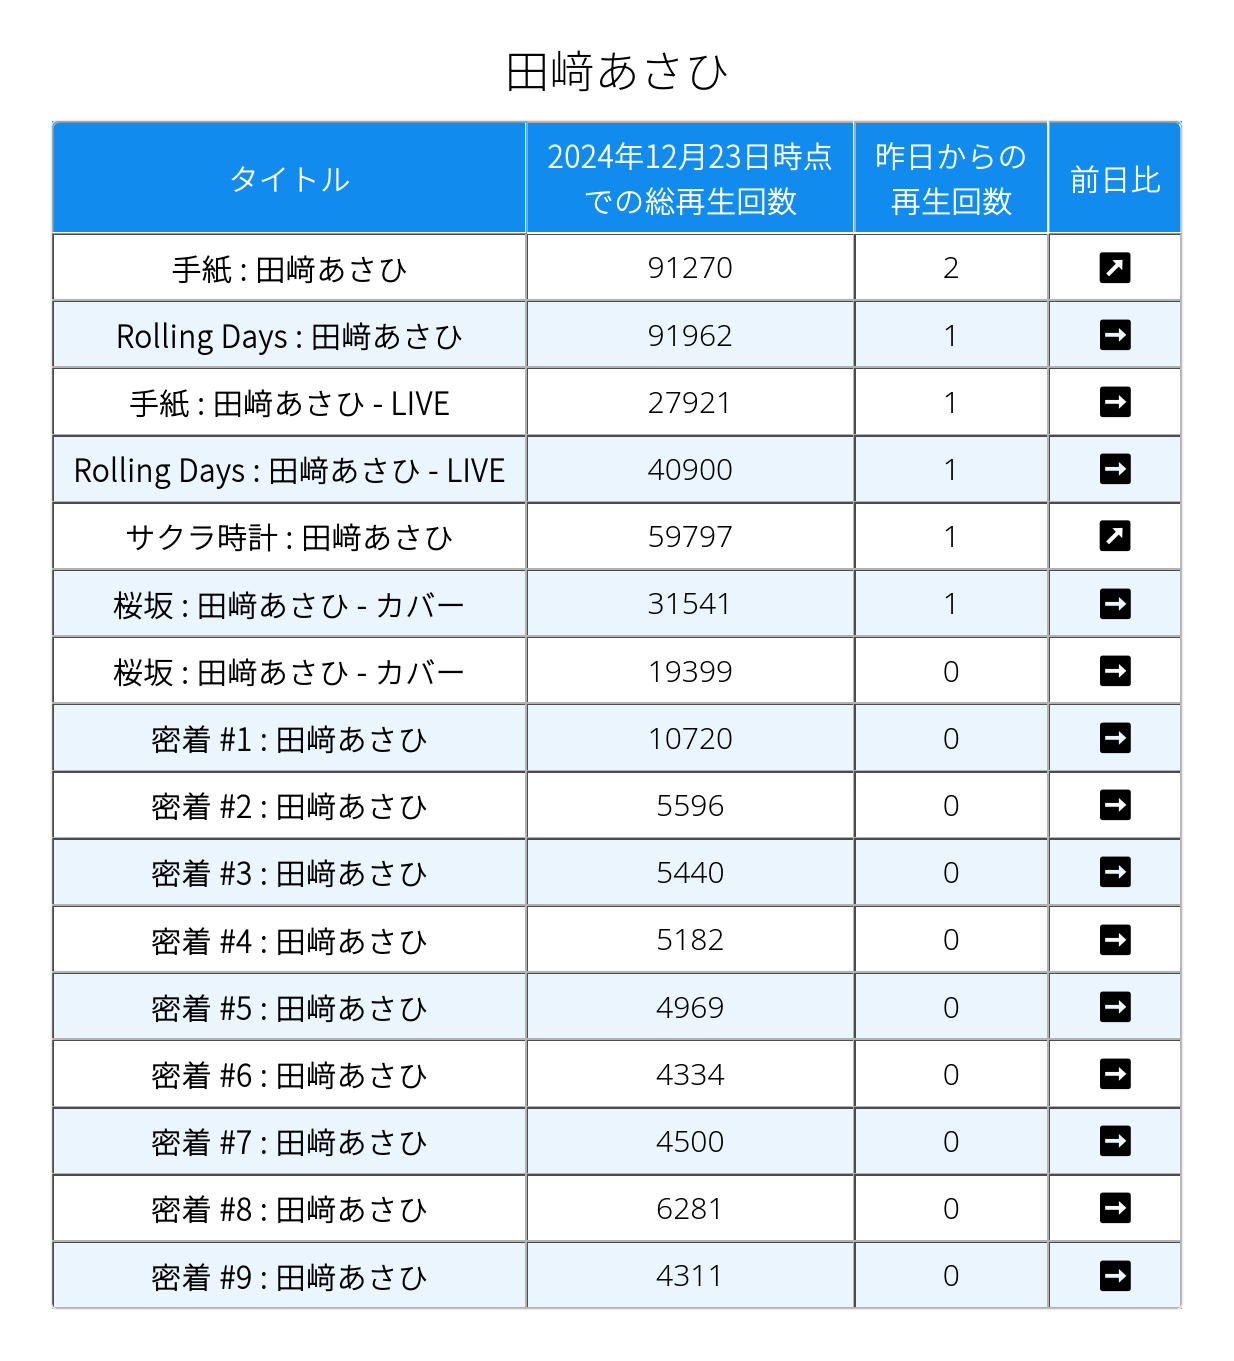 田﨑あさひ
タイトル
2024年12月23日時点
での総再生回数
昨日からの
再生回数
前日比
手紙 : 田﨑あさひ 91270 2
Rolling Days : 田﨑あさひ 91962 1
手紙 : 田﨑あさひ - LIVE 27921 1
Rolling Days : 田﨑あさひ - LIVE 40900 1
サクラ時計 : 田﨑あさひ 59797 1
桜坂 : 田﨑あさひ - カバー 31541 1
桜坂 : 田﨑あさひ - カバー 19399 0
密着 #1 : 田﨑あさひ 10720 0
密着 #2 : 田﨑あさひ 5596 0
密着 #3 : 田﨑あさひ 5440 0
密着 #4 : 田﨑あさひ 5182 0
密着 #5 : 田﨑あさひ 4969 0
密着 #6 : 田﨑あさひ 4334 0
密着 #7 : 田﨑あさひ 4500 0
密着 #8 : 田﨑あさひ 6281 0
密着 #9 : 田﨑あさひ 4311 0